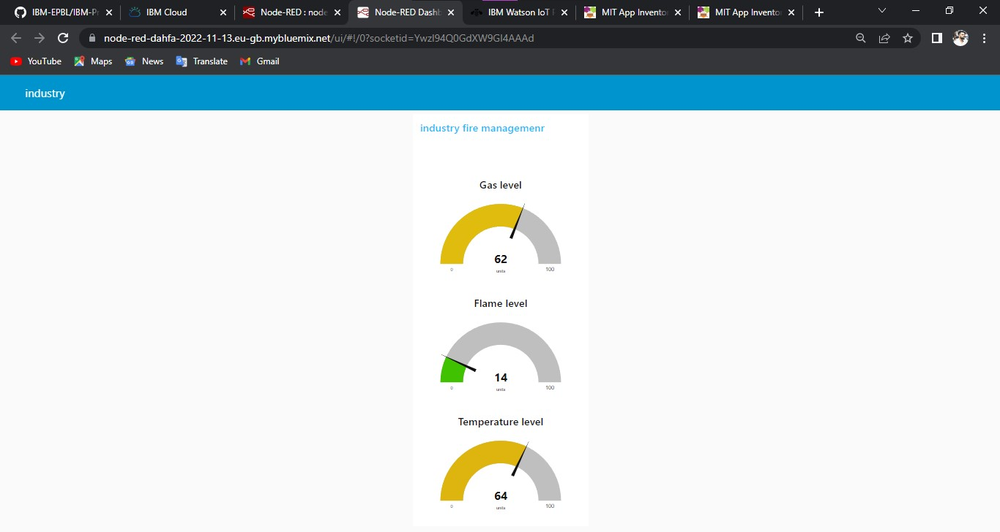 IBM-EPBL/IBM-Pr
IBM Cloud
Node-RED : node
Node-RED Dashb
IBM Watson IoT P
MIT App Invento
MIT App Invento
node-red-dahfa-2022-11-13.eu-gb.mybluemix.net/ui/#!/0?socketid=YwzI94Q0GdXW9GI4AAAd
YouTube
Maps
News
Translate
Gmail
industry
industry fire managemenr
Gas level
62
0 units 100
Flame level
14
0 units 100
Temperature level
64
0 units 100